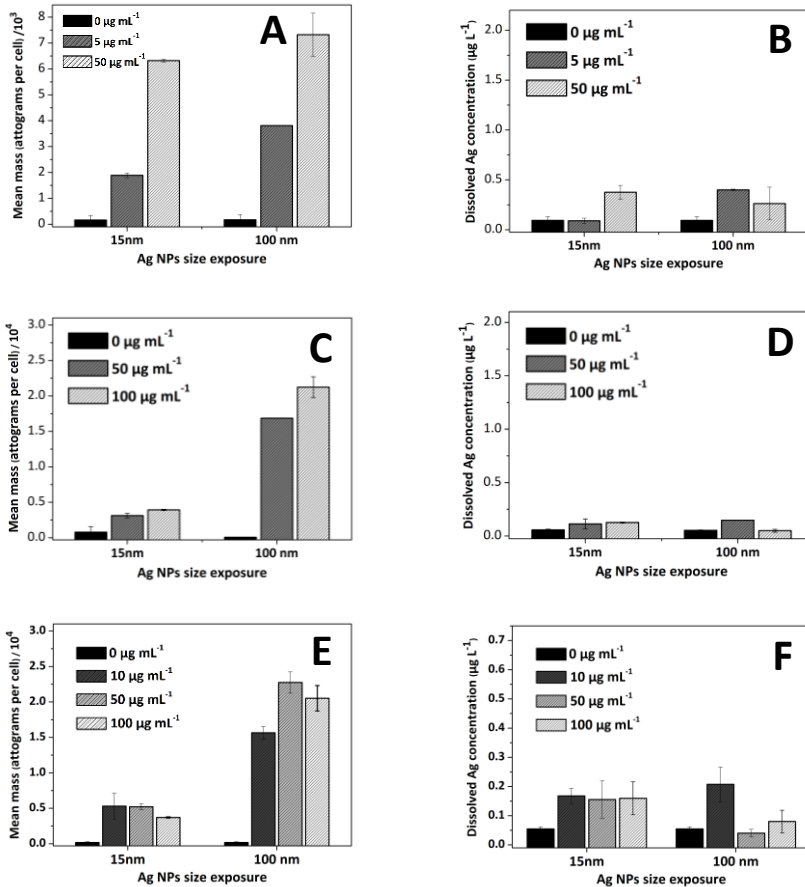 A
0 µg mL⁻¹
5 µg mL⁻¹
50 µg mL⁻¹
Mean mass (attograms per cell) /10³
8
7
6
5
4
3
2
1
0
15nm
100 nm
Ag NPs size exposure
B
0 µg mL⁻¹
5 µg mL⁻¹
50 µg mL⁻¹
Dissolved Ag concentration (µg L⁻¹)
2.0
1.5
1.0
0.5
0.0
15nm
100 nm
Ag NPs size exposure
C
0 µg mL⁻¹
50 µg mL⁻¹
100 µg mL⁻¹
Mean mass (attograms per cell) / 10⁴
3.0
2.5
2.0
1.5
1.0
0.5
0.0
15nm
100 nm
Ag NPs size exposure
D
0 µg mL⁻¹
50 µg mL⁻¹
100 µg mL⁻¹
Dissolved Ag concentration (µg L⁻¹)
2.0
1.5
1.0
0.5
0.0
15nm
100 nm
Ag NPs size exposure
E
0 µg mL⁻¹
10 µg mL⁻¹
50 µg mL⁻¹
100 µg mL⁻¹
Mean mass (attograms per cell) / 10⁴
3.0
2.5
2.0
1.5
1.0
0.5
0.0
15nm
100 nm
Ag NPs size exposure
F
0 µg mL⁻¹
10 µg mL⁻¹
50 µg mL⁻¹
100 µg mL⁻¹
Dissolved Ag concentration (µg L⁻¹)
0.7
0.6
0.5
0.4
0.3
0.2
0.1
0.0
15nm
100 nm
Ag NPs size exposure